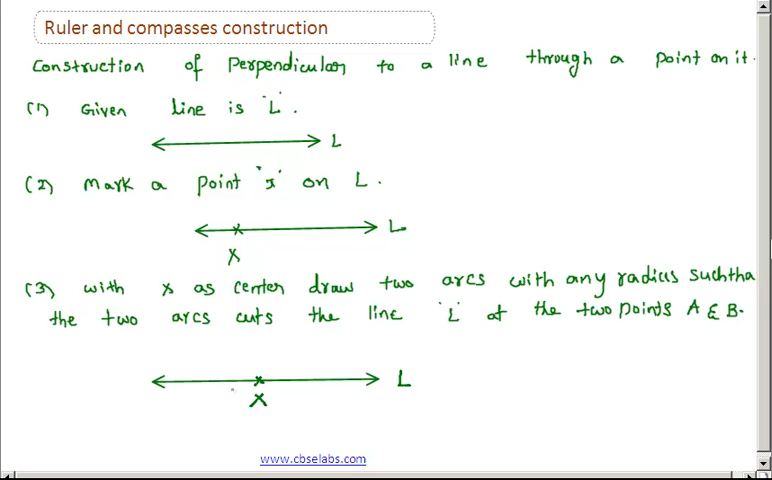 Ruler and compasses construction
Construction of Perpendicular to a line through a point on it.
(1) Given line is 'L'.
L
(2) Mark a point 'x' on L.
L
X
(3) with x as center draw two arcs with any radius suchtha
the two arcs cuts the line 'L' at the two points A & B.
L
X
www.cbselabs.com